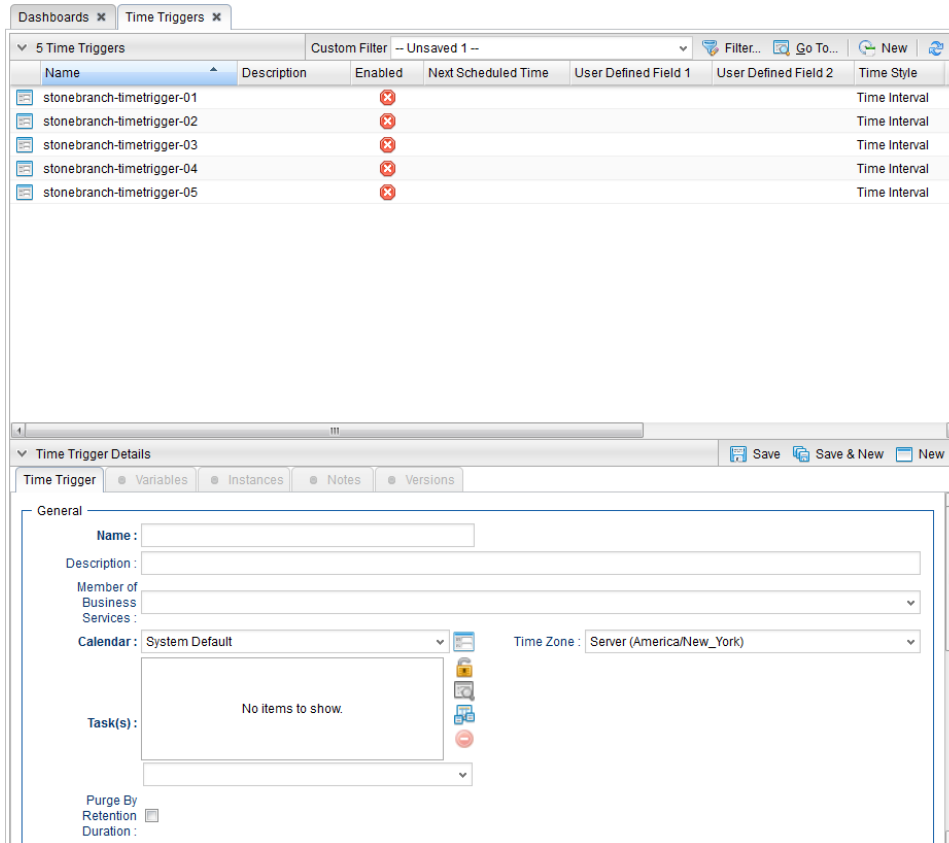 Dashboards Time Triggers
5 Time Triggers Custom Filter -- Unsaved 1 -- Filter... Go To... New
Name Description Enabled Next Scheduled Time User Defined Field 1 User Defined Field 2 Time Style
stonebranch-timetrigger-01 Time Interval
stonebranch-timetrigger-02 Time Interval
stonebranch-timetrigger-03 Time Interval
stonebranch-timetrigger-04 Time Interval
stonebranch-timetrigger-05 Time Interval
Time Trigger Details Save Save & New New
Time Trigger Variables Instances Notes Versions
General
Name :
Description :
Member of
Business
Services :
Calendar : System Default Time Zone : Server (America/New_York)
No items to show.
Task(s) :
Purge By
Retention
Duration :